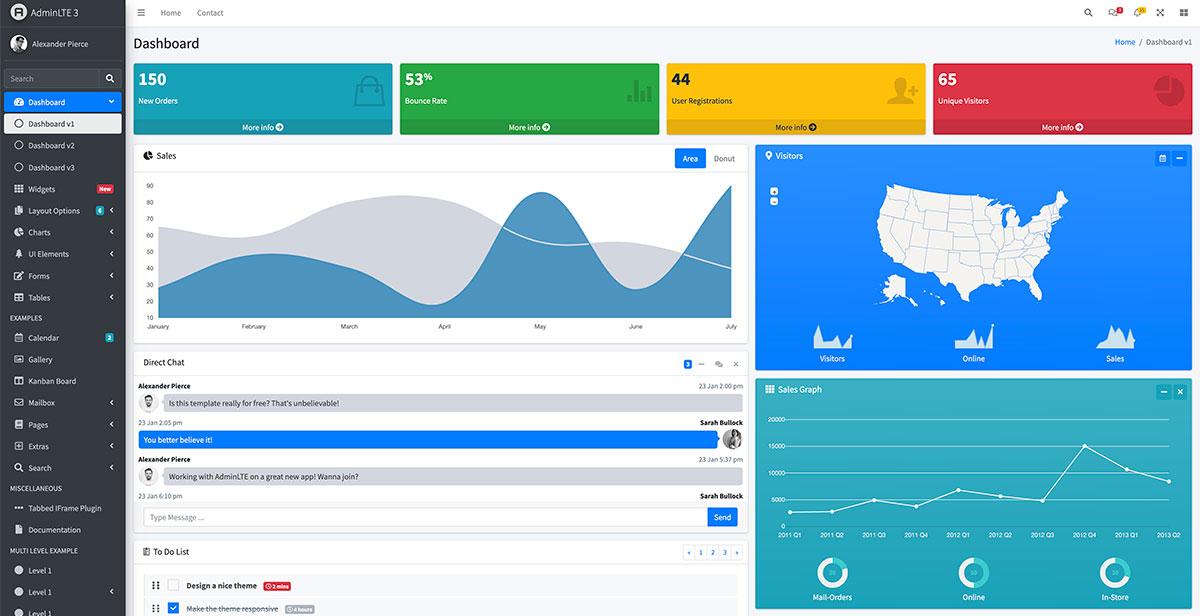 AdminLTE 3
Alexander Pierce
Search
Dashboard
Dashboard v1
Dashboard v2
Dashboard v3
Widgets New
Layout Options 6
Charts
UI Elements
Forms
Tables
EXAMPLES
Calendar 2
Gallery
Kanban Board
Mailbox
Pages
Extras
Search
MISCELLANEOUS
Tabbed IFrame Plugin
Documentation
MULTI LEVEL EXAMPLE
Level 1
Level 1
Level 1
Home Contact
3 15
Dashboard
Home / Dashboard v1
150
New Orders
More info
53%
Bounce Rate
More info
44
User Registrations
More info
65
Unique Visitors
More info
Sales
Area Donut
90
80
70
60
50
40
30
20
10
January February March April May June July
Direct Chat 3
Alexander Pierce 23 Jan 2:00 pm
Is this template really for free? That's unbelievable!
23 Jan 2:05 pm Sarah Bullock
You better believe it!
Alexander Pierce 23 Jan 5:37 pm
Working with AdminLTE on a great new app! Wanna join?
23 Jan 6:10 pm Sarah Bullock
Type Message ... Send
To Do List
« 1 2 3 »
Design a nice theme 2 mins
Make the theme responsive 4 hours
Visitors
+
−
Visitors Online Sales
Sales Graph
20000
15000
10000
5000
0
2011 Q1 2011 Q2 2011 Q3 2011 Q4 2012 Q1 2012 Q2 2012 Q3 2012 Q4 2013 Q1 2013 Q2
20 50 30
Mail-Orders Online In-Store